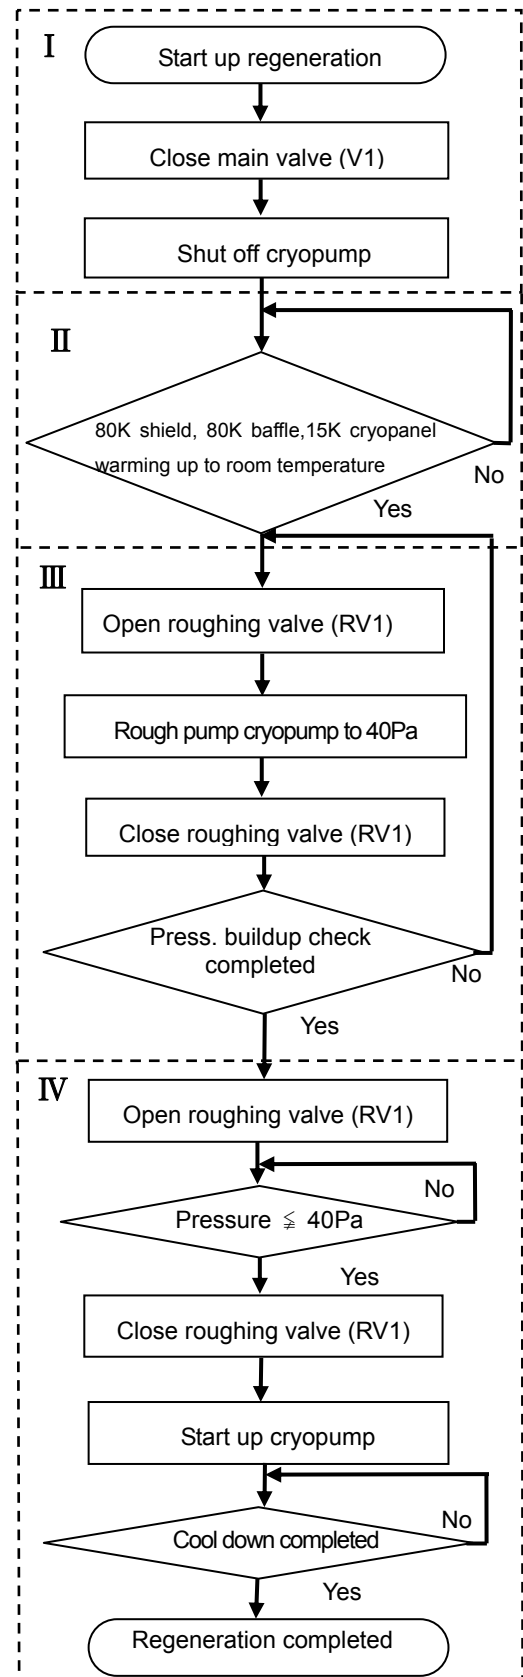 Ⅰ
Start up regeneration
Close main valve (V1)
Shut off cryopump
Ⅱ
80K shield, 80K baffle,15K cryopanel
warming up to room temperature
No
Yes
Ⅲ
Open roughing valve (RV1)
Rough pump cryopump to 40Pa
Close roughing valve (RV1)
Press. buildup check
completed
No
Yes
Ⅳ
Open roughing valve (RV1)
No
Pressure ≦ 40Pa
Yes
Close roughing valve (RV1)
Start up cryopump
No
Cool down completed
Yes
Regeneration completed